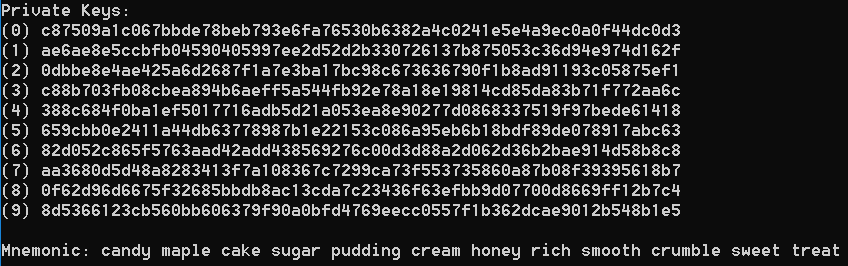 Private Keys:
(0) c87509a1c067bbde78beb793e6fa76530b6382a4c0241e5e4a9ec0a0f44dc0d3
(1) ae6ae8e5ccbfb04590405997ee2d52d2b330726137b875053c36d94e974d162f
(2) 0dbbe8e4ae425a6d2687f1a7e3ba17bc98c673636790f1b8ad91193c05875ef1
(3) c88b703fb08cbea894b6aeff5a544fb92e78a18e19814cd85da83b71f772aa6c
(4) 388c684f0ba1ef5017716adb5d21a053ea8e90277d0868337519f97bede61418
(5) 659cbb0e2411a44db63778987b1e22153c086a95eb6b18bdf89de078917abc63
(6) 82d052c865f5763aad42add438569276c00d3d88a2d062d36b2bae914d58b8c8
(7) aa3680d5d48a8283413f7a108367c7299ca73f553735860a87b08f39395618b7
(8) 0f62d96d6675f32685bbdb8ac13cda7c23436f63efbb9d07700d8669ff12b7c4
(9) 8d5366123cb560bb606379f90a0bfd4769eecc0557f1b362dcae9012b548b1e5
Mnemonic: candy maple cake sugar pudding cream honey rich smooth crumble sweet treat